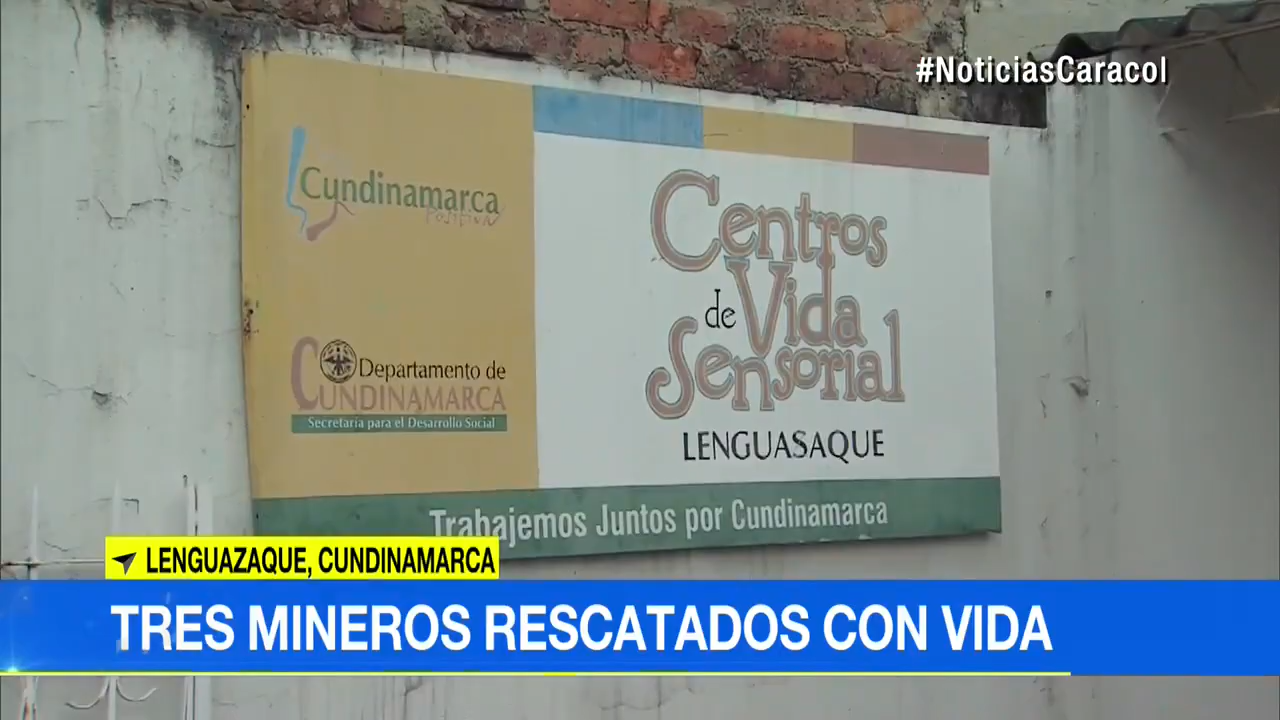 #NoticiasCaracol
Cundinamarca
Positiva
Departamento de
CUNDINAMARCA
Secretaría para el Desarrollo Social
Centros
de Vida
Sensorial
LENGUASAQUE
Trabajemos Juntos por Cundinamarca
LENGUAZAQUE, CUNDINAMARCA
TRES MINEROS RESCATADOS CON VIDA